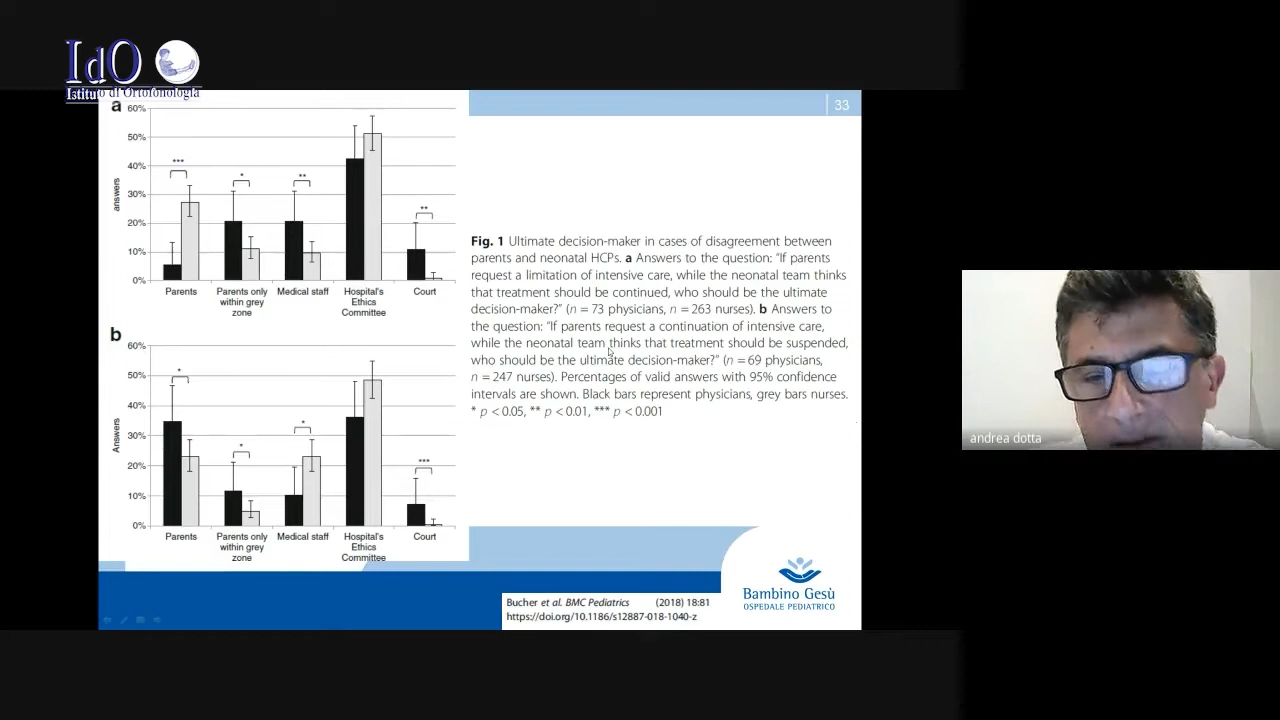 IdO
Istituto di Ortofonologia
33
a
60%
50%
40%
30%
20%
10%
0%
answers
***
*
**
**
Parents
Parents only
within grey
zone
Medical staff
Hospital's
Ethics
Committee
Court
b
60%
50%
40%
30%
20%
10%
0%
Answers
*
*
*
***
Parents
Parents only
within grey
zone
Medical staff
Hospital's
Ethics
Committee
Court
Fig. 1 Ultimate decision-maker in cases of disagreement between
parents and neonatal HCPs. a Answers to the question: "If parents
request a limitation of intensive care, while the neonatal team thinks
that treatment should be continued, who should be the ultimate
decision-maker?" (n = 73 physicians, n = 263 nurses). b Answers to
the question: "If parents request a continuation of intensive care,
while the neonatal team thinks that treatment should be suspended,
who should be the ultimate decision-maker?" (n = 69 physicians,
n = 247 nurses). Percentages of valid answers with 95% confidence
intervals are shown. Black bars represent physicians, grey bars nurses.
* p < 0.05, ** p < 0.01, *** p < 0.001
Bucher et al. BMC Pediatrics (2018) 18:81
https://doi.org/10.1186/s12887-018-1040-z
Bambino Gesù
OSPEDALE PEDIATRICO
andrea dotta